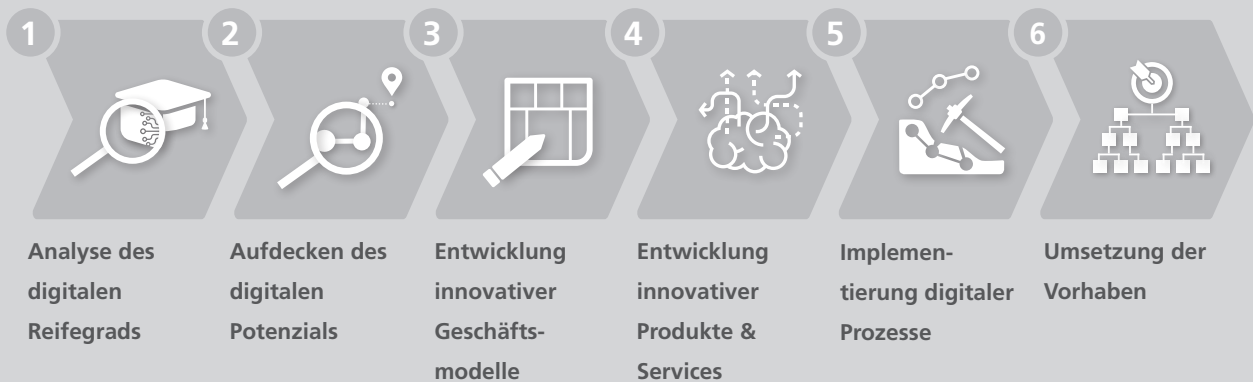 1
Analyse des
digitalen
Reifegrads
2
Aufdecken des
digitalen
Potenzials
3
Entwicklung
innovativer
Geschäfts-
modelle
4
Entwicklung
innovativer
Produkte &
Services
5
Implemen-
tierung digitaler
Prozesse
6
Umsetzung der
Vorhaben